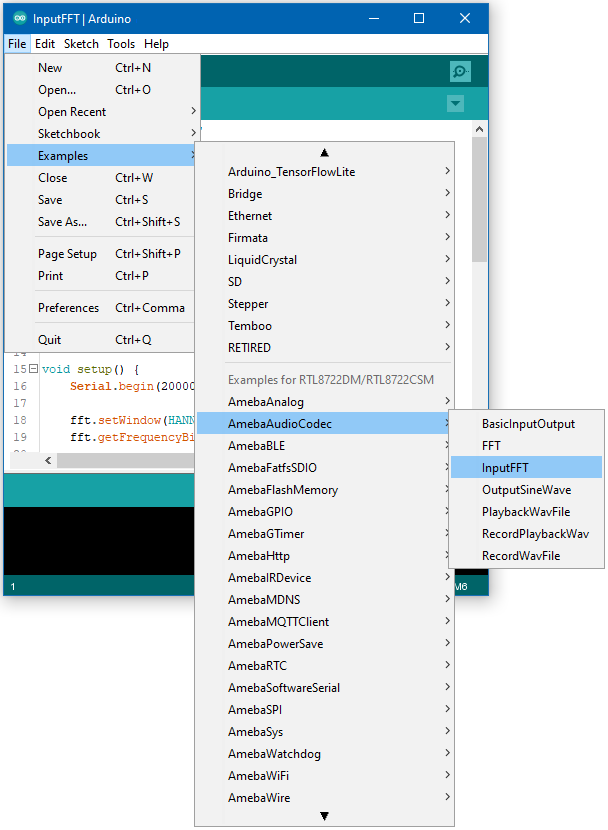 InputFFT | Arduino
File Edit Sketch Tools Help
New Ctrl+N
Open... Ctrl+O
Open Recent
Sketchbook
Examples
Close Ctrl+W
Save Ctrl+S
Save As... Ctrl+Shift+S
Page Setup Ctrl+Shift+P
Print Ctrl+P
Preferences Ctrl+Comma
Quit Ctrl+Q
Arduino_TensorFlowLite
Bridge
Ethernet
Firmata
LiquidCrystal
SD
Stepper
Temboo
RETIRED
Examples for RTL8722DM/RTL8722CSM
AmebaAnalog
AmebaAudioCodec
AmebaBLE
AmebaFatfsSDIO
AmebaFlashMemory
AmebaGPIO
AmebaGTimer
AmebaHttp
AmebaIRDevice
AmebaMDNS
AmebaMQTTClient
AmebaPowerSave
AmebaRTC
AmebaSoftwareSerial
AmebaSPI
AmebaSys
AmebaWatchdog
AmebaWiFi
AmebaWire
BasicInputOutput
FFT
InputFFT
OutputSineWave
PlaybackWavFile
RecordPlaybackWav
RecordWavFile
15 void setup() {
16 Serial.begin(20000
17
18 fft.setWindow(HANN
19 fft.getFrequencyBi
1 M6